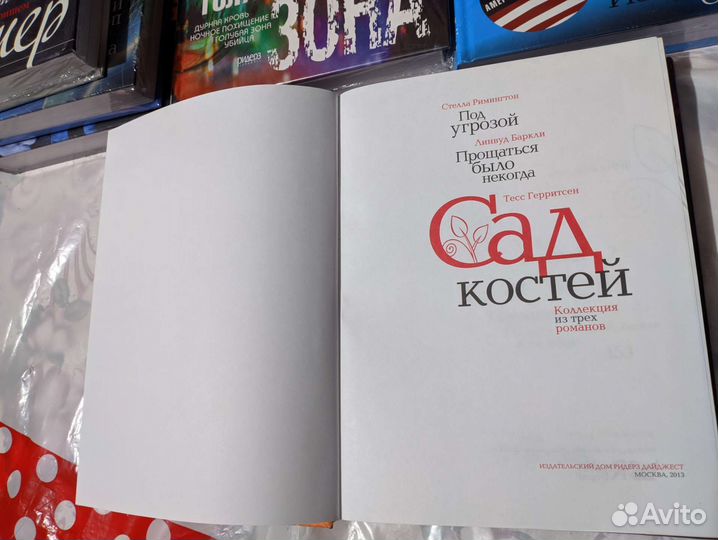 ДУРНАЯ КРОВЬ
НОЧНОЕ ПОХИЩЕНИЕ
ГОЛУБАЯ ЗОНА
УБИЙЦА
ридерз
ЗОНА
Стелла Римингтон
Под
угрозой
Линвуд Баркли
Прощаться
было
некогда
Тесс Герритсен
Сад
костей
Коллекция
из трех
романов
ИЗДАТЕЛЬСКИЙ ДОМ РИДЕРЗ ДАЙДЖЕСТ
МОСКВА, 2013
Avito